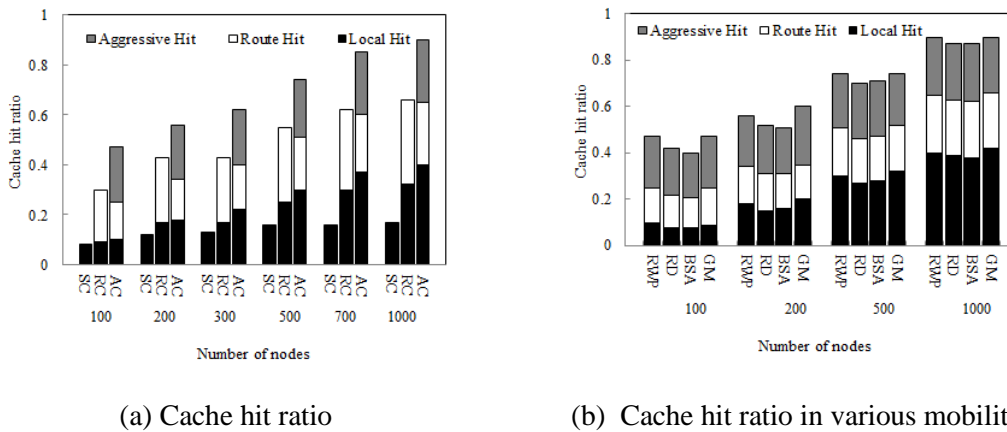 1
Aggressive Hit Route Hit Local Hit
0.8
0.6
0.4
0.2
0
Cache hit ratio
SC RC AC SC RC AC SC RC AC SC RC AC SC RC AC SC RC AC
100 200 300 500 700 1000
Number of nodes
(a) Cache hit ratio
1
Aggressive Hit Route Hit Local Hit
0.8
0.6
0.4
0.2
0
Cache hit ratio
RWP RD BSA GM RWP RD BSA GM RWP RD BSA GM RWP RD BSA GM
100 200 500 1000
Number of nodes
(b) Cache hit ratio in various mobilit